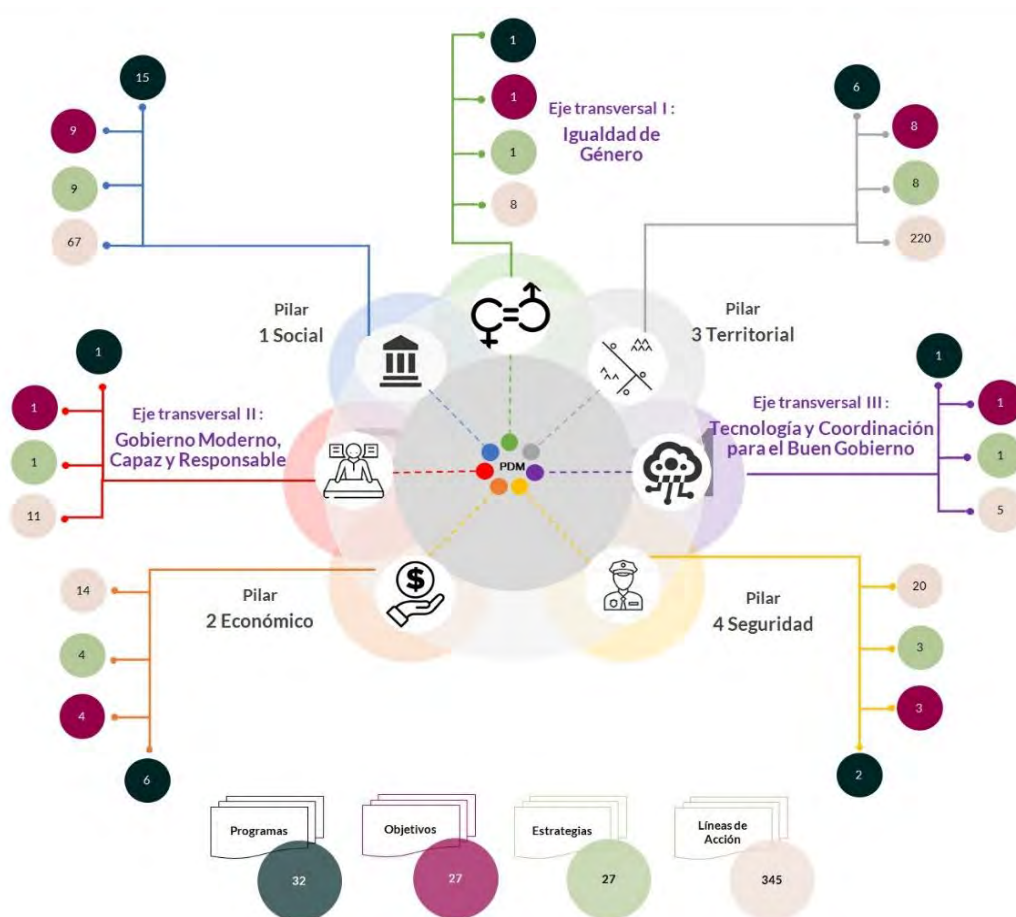 1
15
1
6
9
Eje transversal I :
Igualdad de
Género
8
9
1
8
67
8
220
Pilar
1 Social
Pilar
3 Territorial
1
1
1
Eje transversal II :
Gobierno Moderno,
Capaz y Responsable
Eje transversal III :
Tecnología y Coordinación
para el Buen Gobierno
1
1
1
11
5
PDM
$
14
Pilar
2 Económico
Pilar
4 Seguridad
20
4
3
4
3
6
2
Programas
Objetivos
Estrategias
Líneas de
Acción
32
27
27
345